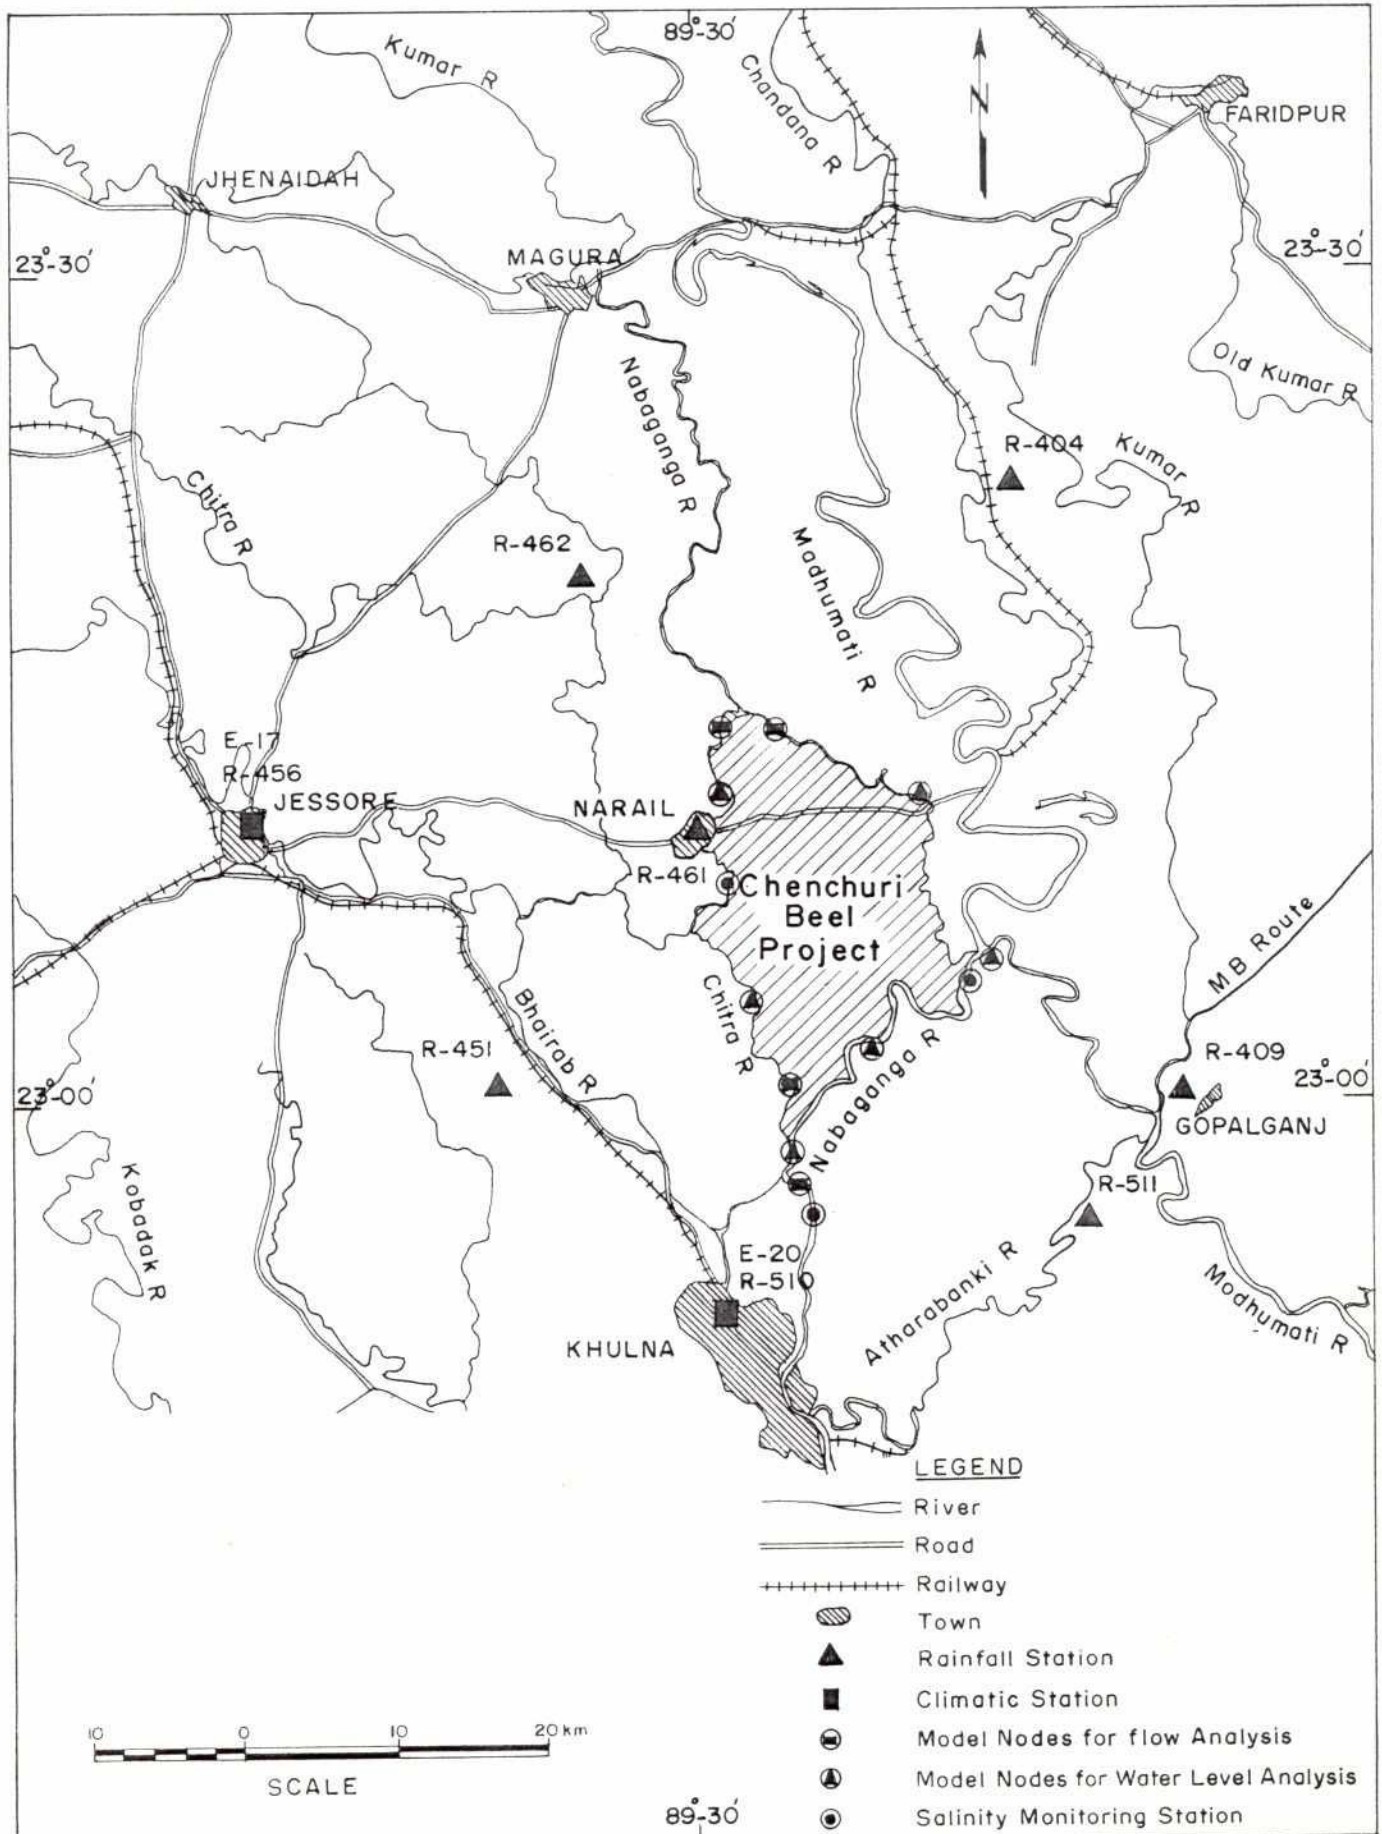 89°-30'
Kumar R
Chandana R
N
FARIDPUR
JHENAIDAH
MAGURA
23°-30'
23°-30'
Nabaganga R
Old Kumar R
R-404
Kumar R
Chitra R
R-462
Madhumati R
E-17
R-456
JESSORE
NARAIL
R-461
Chenchuri
Beel
Project
M B Route
Chitra R
Bhairab R
R-451
Nabaganga R
R-409
23°-00'
23°-00'
GOPALGANJ
Kobadak R
R-511
E-20
R-510
Atharabanki R
Modhumati R
KHULNA
LEGEND
River
Road
Railway
Town
Rainfall Station
Climatic Station
Model Nodes for flow Analysis
Model Nodes for Water Level Analysis
Salinity Monitoring Station
10 0 10 20 km
SCALE
89°-30'